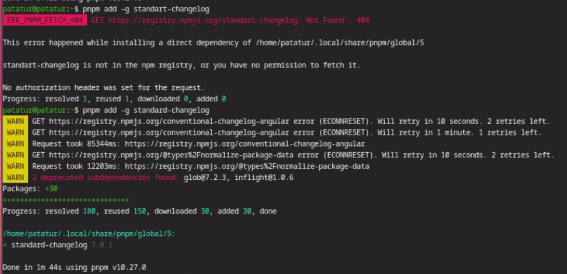 patatur@patatur:~$ pnpm add -g standart-changelog
ERR_PNPM_FETCH_404  GET https://registry.npmjs.org/standart-changelog: Not Found - 404
This error happened while installing a direct dependency of /home/patatur/.local/share/pnpm/global/5
standart-changelog is not in the npm registry, or you have no permission to fetch it.
No authorization header was set for the request.
Progress: resolved 1, reused 1, downloaded 0, added 0
patatur@patatur:~$ pnpm add -g standard-changelog
WARN  GET https://registry.npmjs.org/conventional-changelog-angular error (ECONNRESET). Will retry in 10 seconds. 2 retries left.
WARN  GET https://registry.npmjs.org/conventional-changelog-angular error (ECONNRESET). Will retry in 1 minute. 1 retries left.
WARN  Request took 85344ms: https://registry.npmjs.org/conventional-changelog-angular
WARN  GET https://registry.npmjs.org/@types%2Fnormalize-package-data error (ECONNRESET). Will retry in 10 seconds. 2 retries left.
WARN  Request took 12203ms: https://registry.npmjs.org/@types%2Fnormalize-package-data
WARN  2 deprecated subdependencies found: glob@7.2.3, inflight@1.0.6
Packages: +30
++++++++++++++++++++++++++++++
Progress: resolved 180, reused 150, downloaded 30, added 30, done
/home/patatur/.local/share/pnpm/global/5:
+ standard-changelog 7.0.1
Done in 1m 44s using pnpm v10.27.0